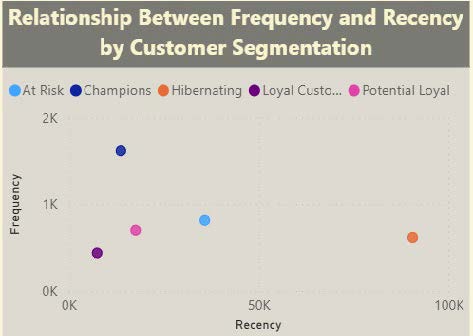 Relationship Between Frequency and Recency
by Customer Segmentation
At Risk Champions Hibernating Loyal Custo... Potential Loyal
2K
Frequency
1K
0K
0K 50K 100K
Recency